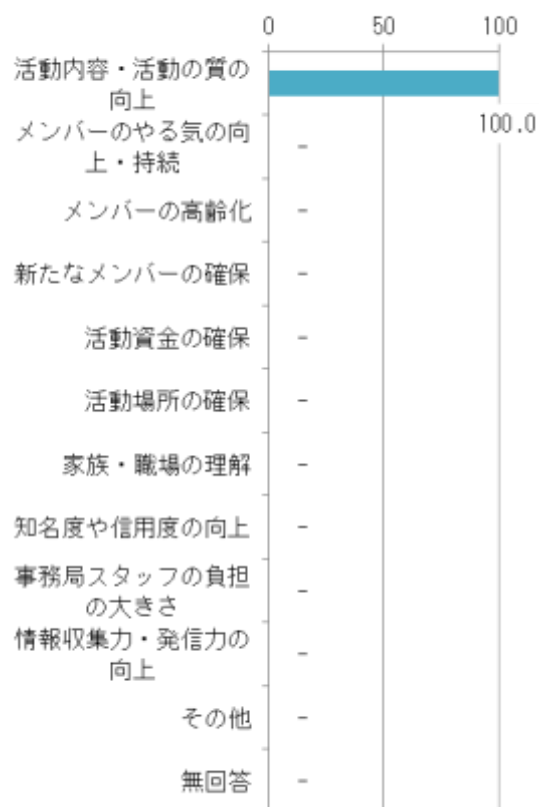 0 50 100
活動内容・活動の質の
向上
100.0
メンバーのやる気の向
上・持続
-
メンバーの高齢化
-
新たなメンバーの確保
-
活動資金の確保
-
活動場所の確保
-
家族・職場の理解
-
知名度や信用度の向上
-
事務局スタッフの負担
の大きさ
-
情報収集力・発信力の
向上
-
その他
-
無回答
-